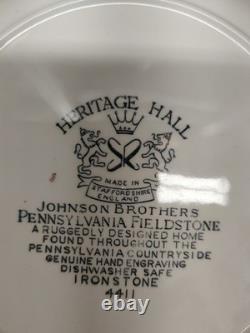 HERITAGE HALL
MADE IN
STAFFORDSHIRE
ENGLAND
JOHNSON BROTHERS
PENNSYLVANIA FIELDSTONE
A RUGGEDLY DESIGNED HOME
FOUND THROUGHOUT THE
PENNSYLVANIA COUNTRYSIDE
GENUINE HAND ENGRAVING
DISHWASHER SAFE
IRONSTONE
4411